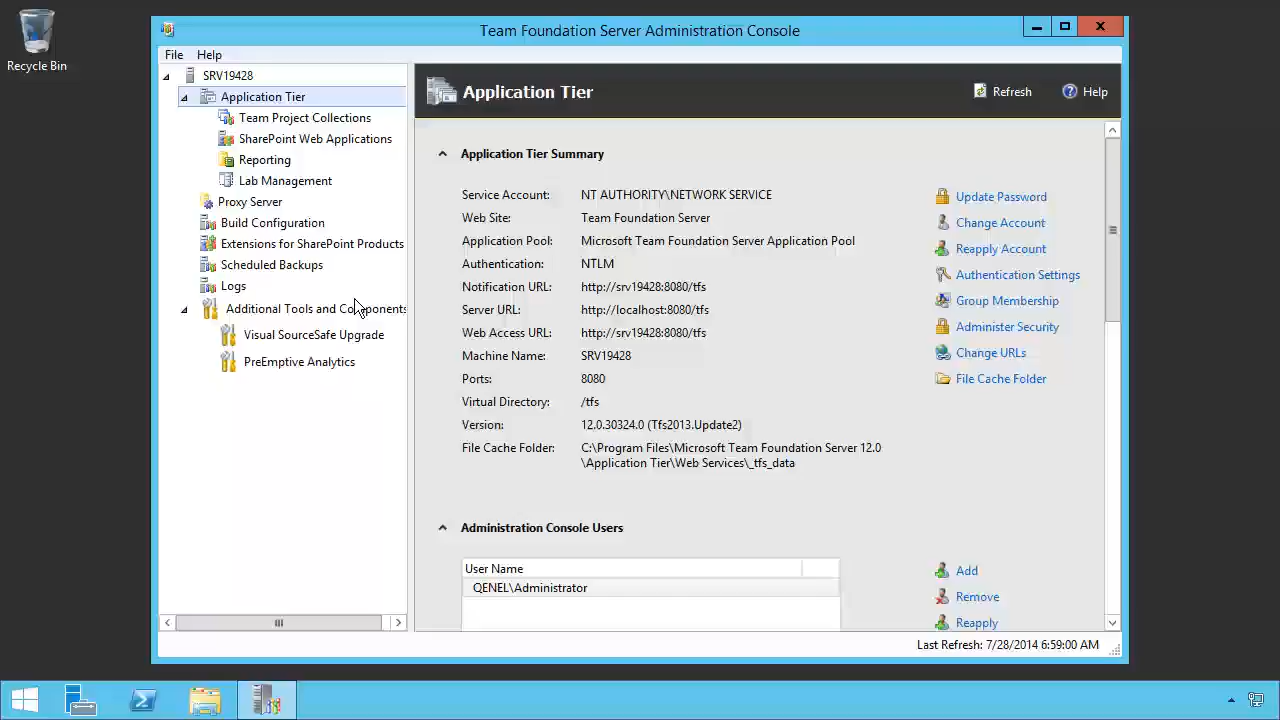 Recycle Bin
Team Foundation Server Administration Console
File Help
SRV19428
Application Tier
Team Project Collections
SharePoint Web Applications
Reporting
Lab Management
Proxy Server
Build Configuration
Extensions for SharePoint Products
Scheduled Backups
Logs
Additional Tools and Components
Visual SourceSafe Upgrade
PreEmptive Analytics
Application Tier
Refresh
Help
Application Tier Summary
Service Account: NT AUTHORITY\NETWORK SERVICE
Web Site: Team Foundation Server
Application Pool: Microsoft Team Foundation Server Application Pool
Authentication: NTLM
Notification URL: http://srv19428:8080/tfs
Server URL: http://localhost:8080/tfs
Web Access URL: http://srv19428:8080/tfs
Machine Name: SRV19428
Ports: 8080
Virtual Directory: /tfs
Version: 12.0.30324.0 (Tfs2013.Update2)
File Cache Folder: C:\Program Files\Microsoft Team Foundation Server 12.0
\Application Tier\Web Services\_tfs_data
Update Password
Change Account
Reapply Account
Authentication Settings
Group Membership
Administer Security
Change URLs
File Cache Folder
Administration Console Users
User Name
QENEL\Administrator
Add
Remove
Reapply
Last Refresh: 7/28/2014 6:59:00 AM